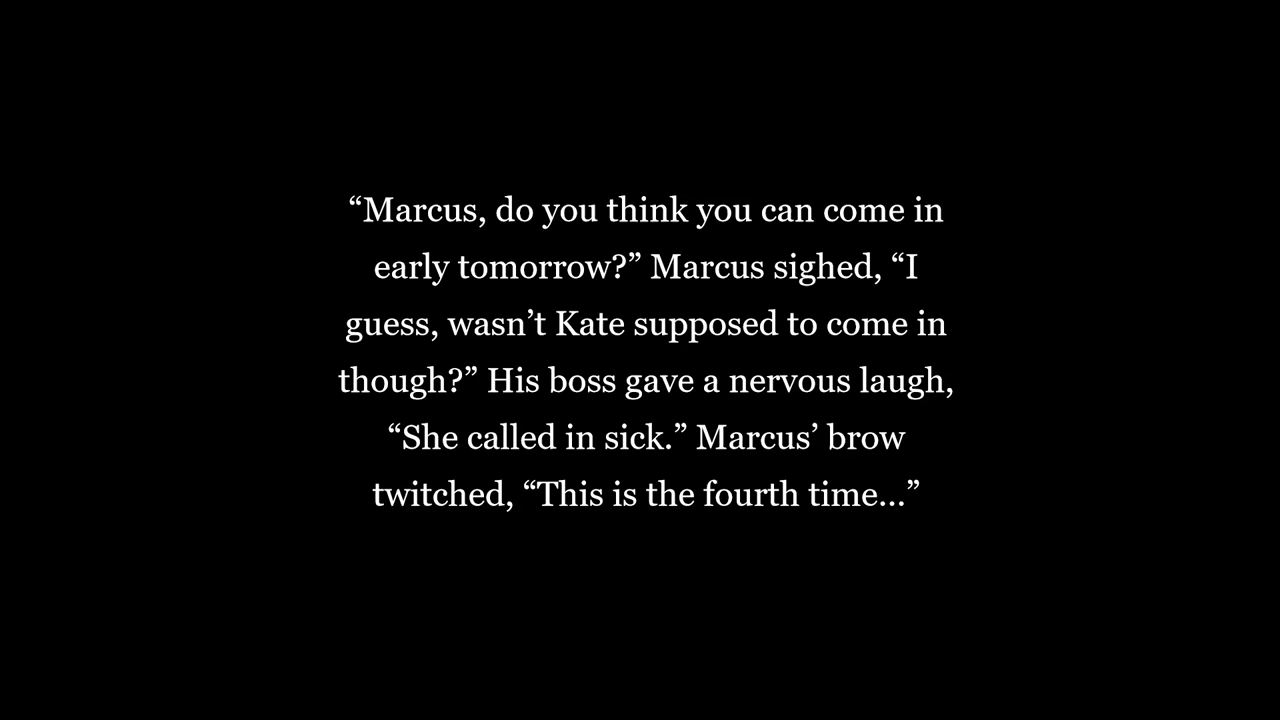 “Marcus, do you think you can come in
early tomorrow?” Marcus sighed, “I
guess, wasn’t Kate supposed to come in
though?” His boss gave a nervous laugh,
“She called in sick.” Marcus’ brow
twitched, “This is the fourth time...”